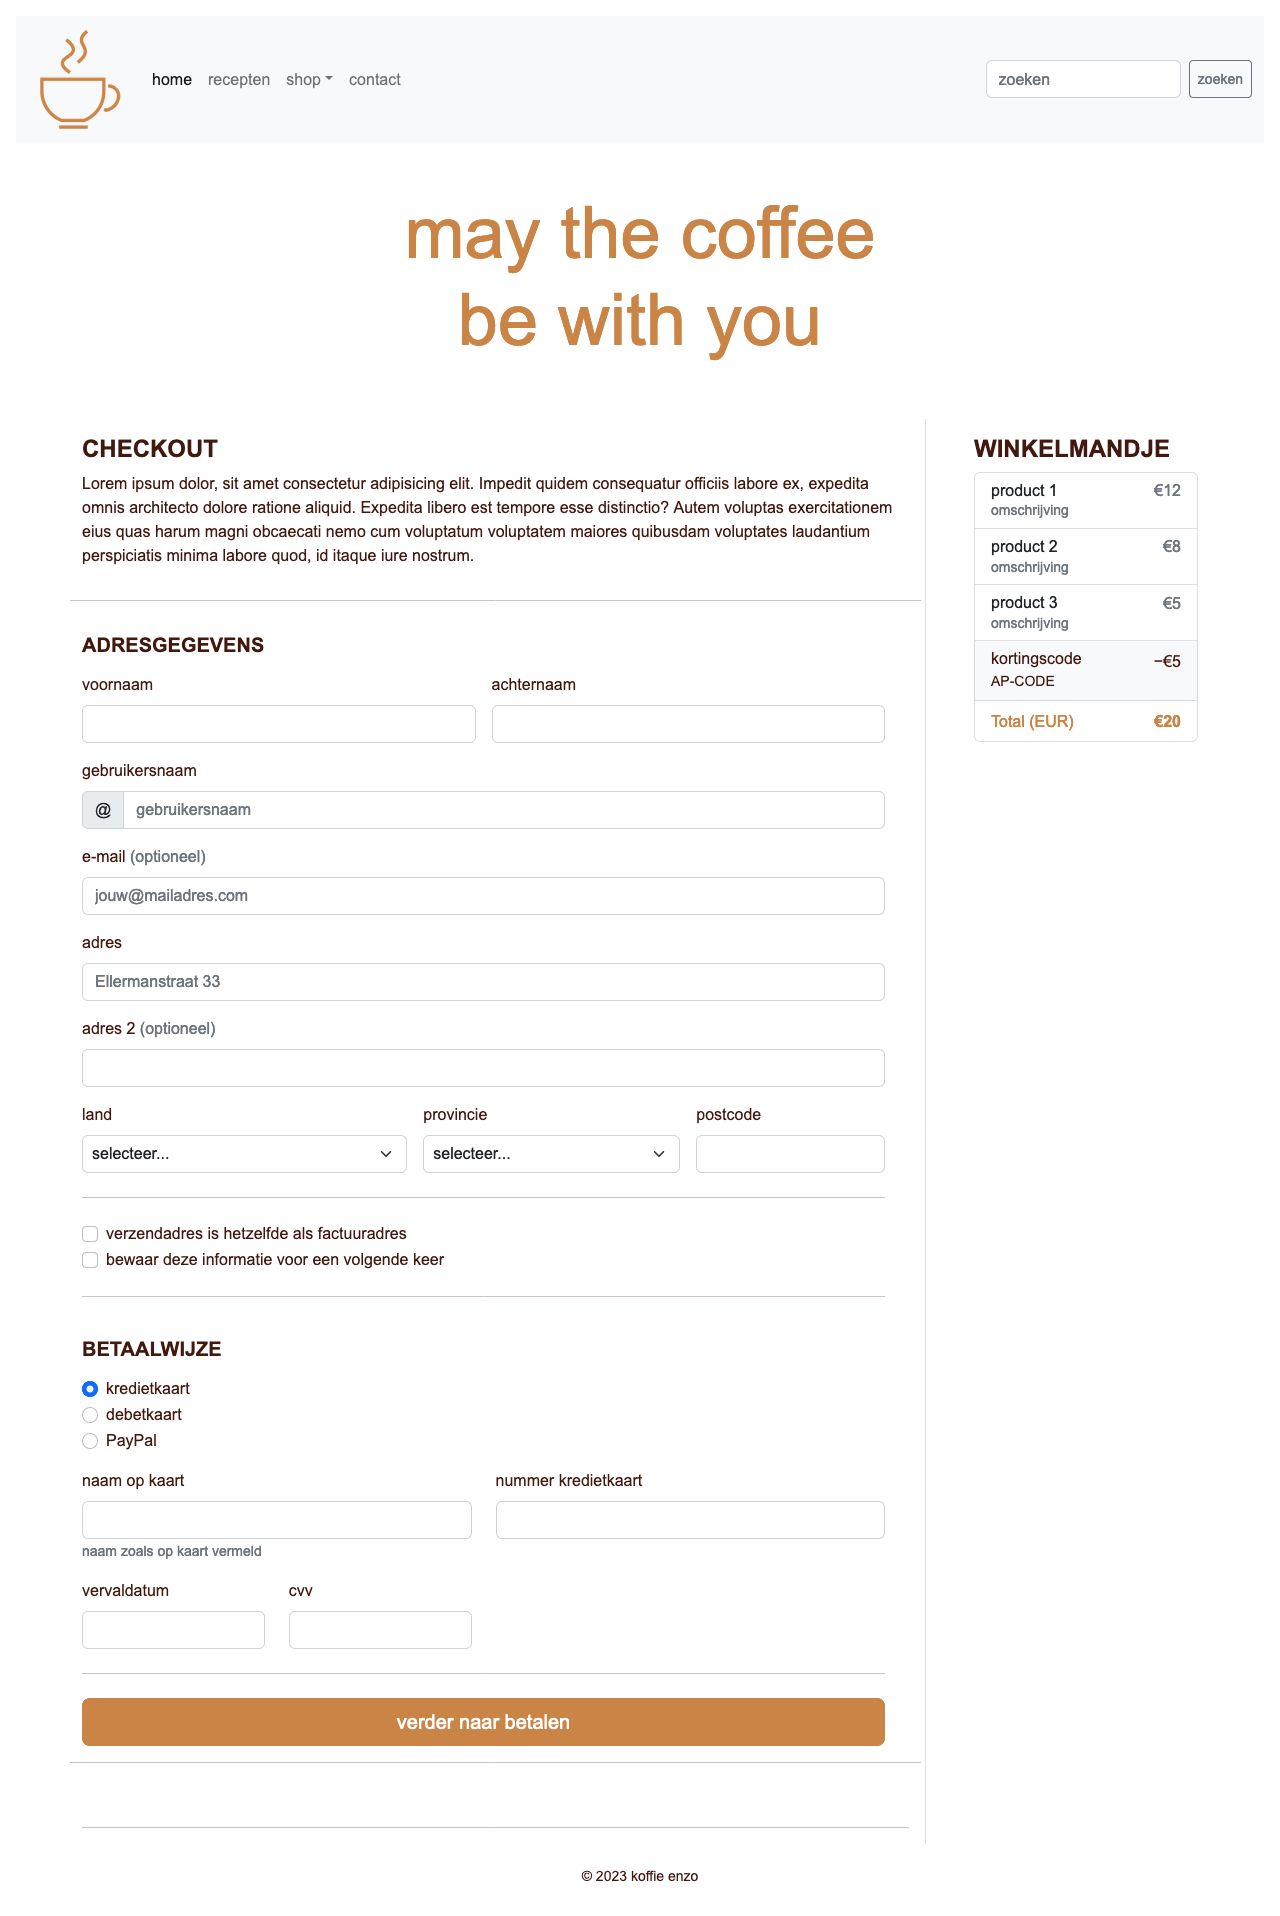 home recepten shop contact zoeken zoeken
may the coffee
be with you
CHECKOUT
Lorem ipsum dolor, sit amet consectetur adipisicing elit. Impedit quidem consequatur officiis labore ex, expedita
omnis architecto dolore ratione aliquid. Expedita libero est tempore esse distinctio? Autem voluptas exercitationem
eius quas harum magni obcaecati nemo cum voluptatum voluptatem maiores quibusdam voluptates laudantium
perspiciatis minima labore quod, id itaque iure nostrum.
ADRESGEGEVENS
voornaam achternaam
gebruikersnaam
@ gebruikersnaam
e-mail (optioneel)
jouw@mailadres.com
adres
Ellermanstraat 33
adres 2 (optioneel)
land provincie postcode
selecteer... selecteer...
verzendadres is hetzelfde als factuuradres
bewaar deze informatie voor een volgende keer
BETAALWIJZE
kredietkaart
debetkaart
PayPal
naam op kaart nummer kredietkaart
naam zoals op kaart vermeld
vervaldatum cvv
verder naar betalen
WINKELMANDJE
product 1 €12
omschrijving
product 2 €8
omschrijving
product 3 €5
omschrijving
kortingscode −€5
AP-CODE
Total (EUR) €20
© 2023 koffie enzo